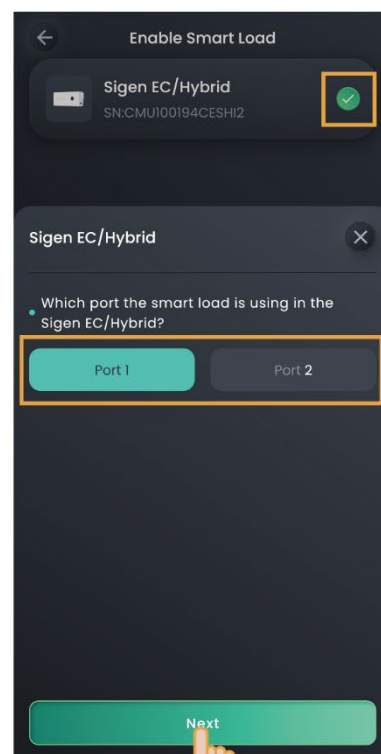 Enable Smart Load
Sigen EC/Hybrid
SN:CMU100194CESHI2
Sigen EC/Hybrid
Which port the smart load is using in the
Sigen EC/Hybrid?
Port 1
Port 2
Next